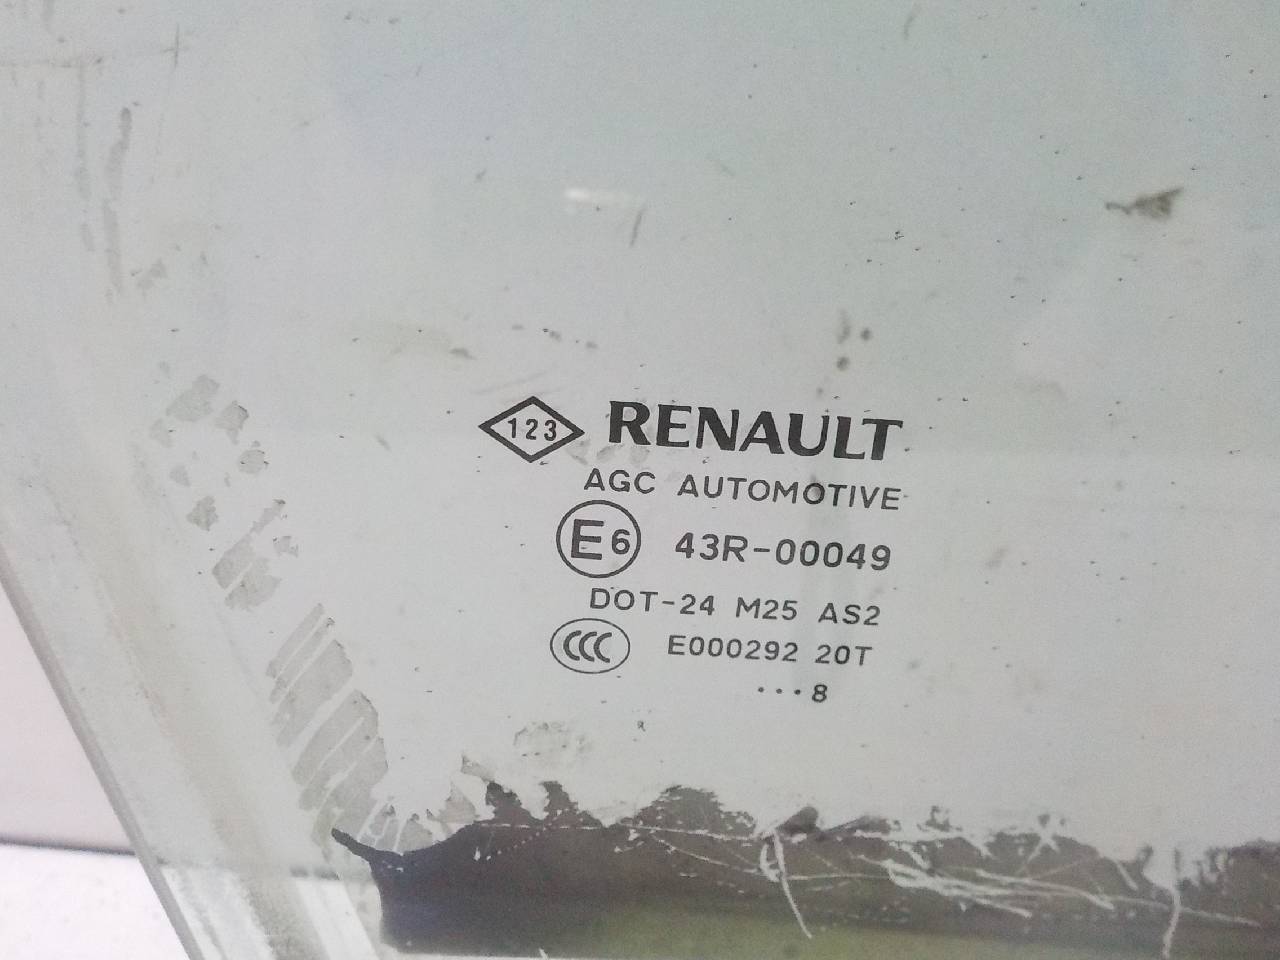 123 RENAULT
AGC AUTOMOTIVE
E6 43R-00049
DOT-24 M25 AS2
CCC E000292 20T
···8